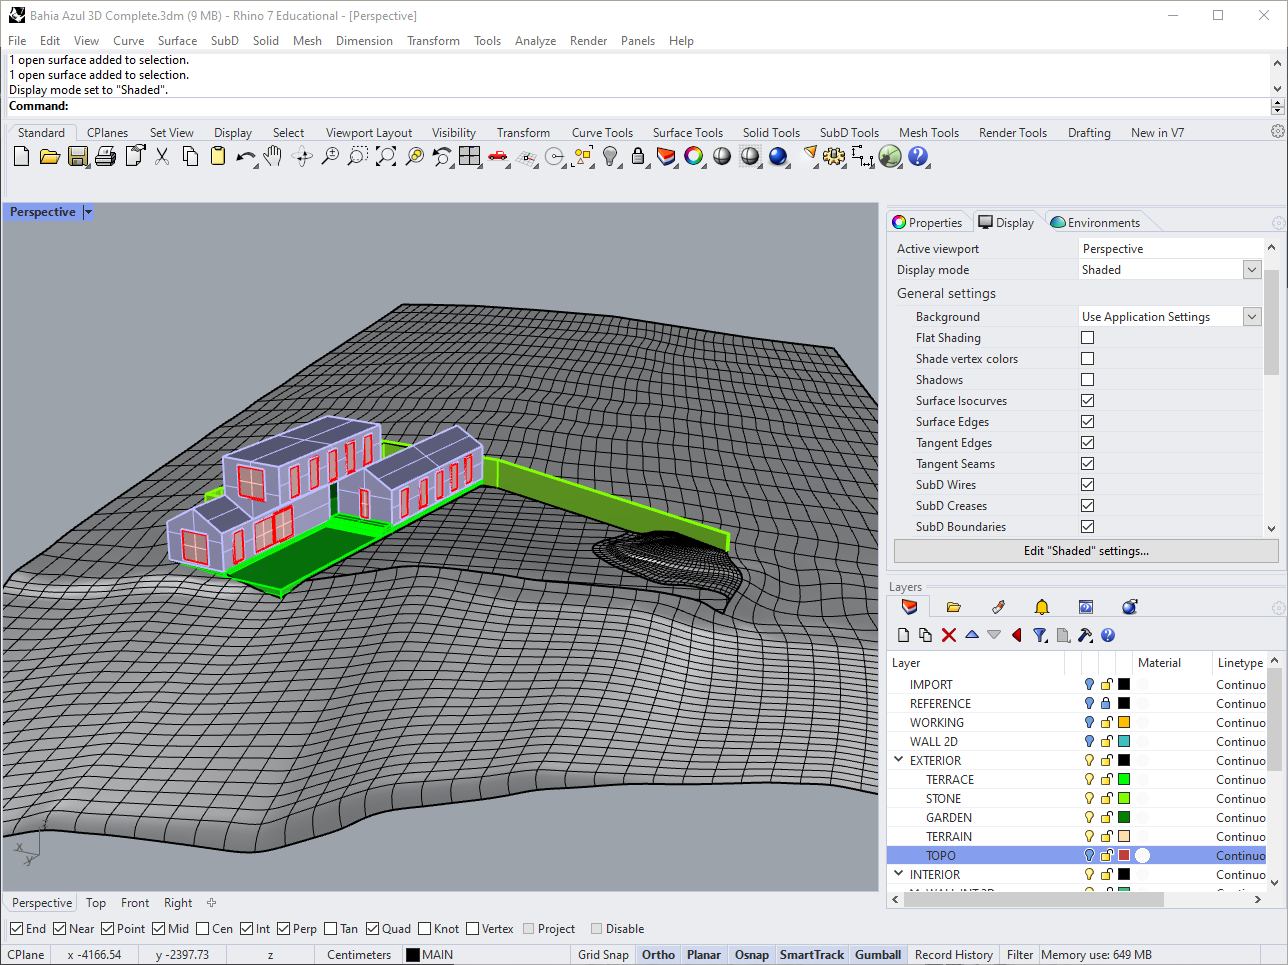 Bahia Azul 3D Complete.3dm (9 MB) - Rhino 7 Educational - [Perspective]
File Edit View Curve Surface SubD Solid Mesh Dimension Transform Tools Analyze Render Panels Help
1 open surface added to selection.
1 open surface added to selection.
Display mode set to "Shaded".
Command:
Standard CPlanes Set View Display Select Viewport Layout Visibility Transform Curve Tools Surface Tools Solid Tools SubD Tools Mesh Tools Render Tools Drafting New in V7
Perspective
Properties Display Environments
Active viewport Perspective
Display mode Shaded
General settings
Background Use Application Settings
Flat Shading
Shade vertex colors
Shadows
Surface Isocurves
Surface Edges
Tangent Edges
Tangent Seams
SubD Wires
SubD Creases
SubD Boundaries
Edit "Shaded" settings...
Layers
Layer Material Linetype
IMPORT Continuo
REFERENCE Continuo
WORKING Continuo
WALL 2D Continuo
EXTERIOR Continuo
TERRACE Continuo
STONE Continuo
GARDEN Continuo
TERRAIN Continuo
TOPO Continuo
INTERIOR Continuo
z
x
y
Perspective Top Front Right
End Near Point Mid Cen Int Perp Tan Quad Knot Vertex Project Disable
CPlane x -4166.54 y -2397.73 z Centimeters MAIN Grid Snap Ortho Planar Osnap SmartTrack Gumball Record History Filter Memory use: 649 MB